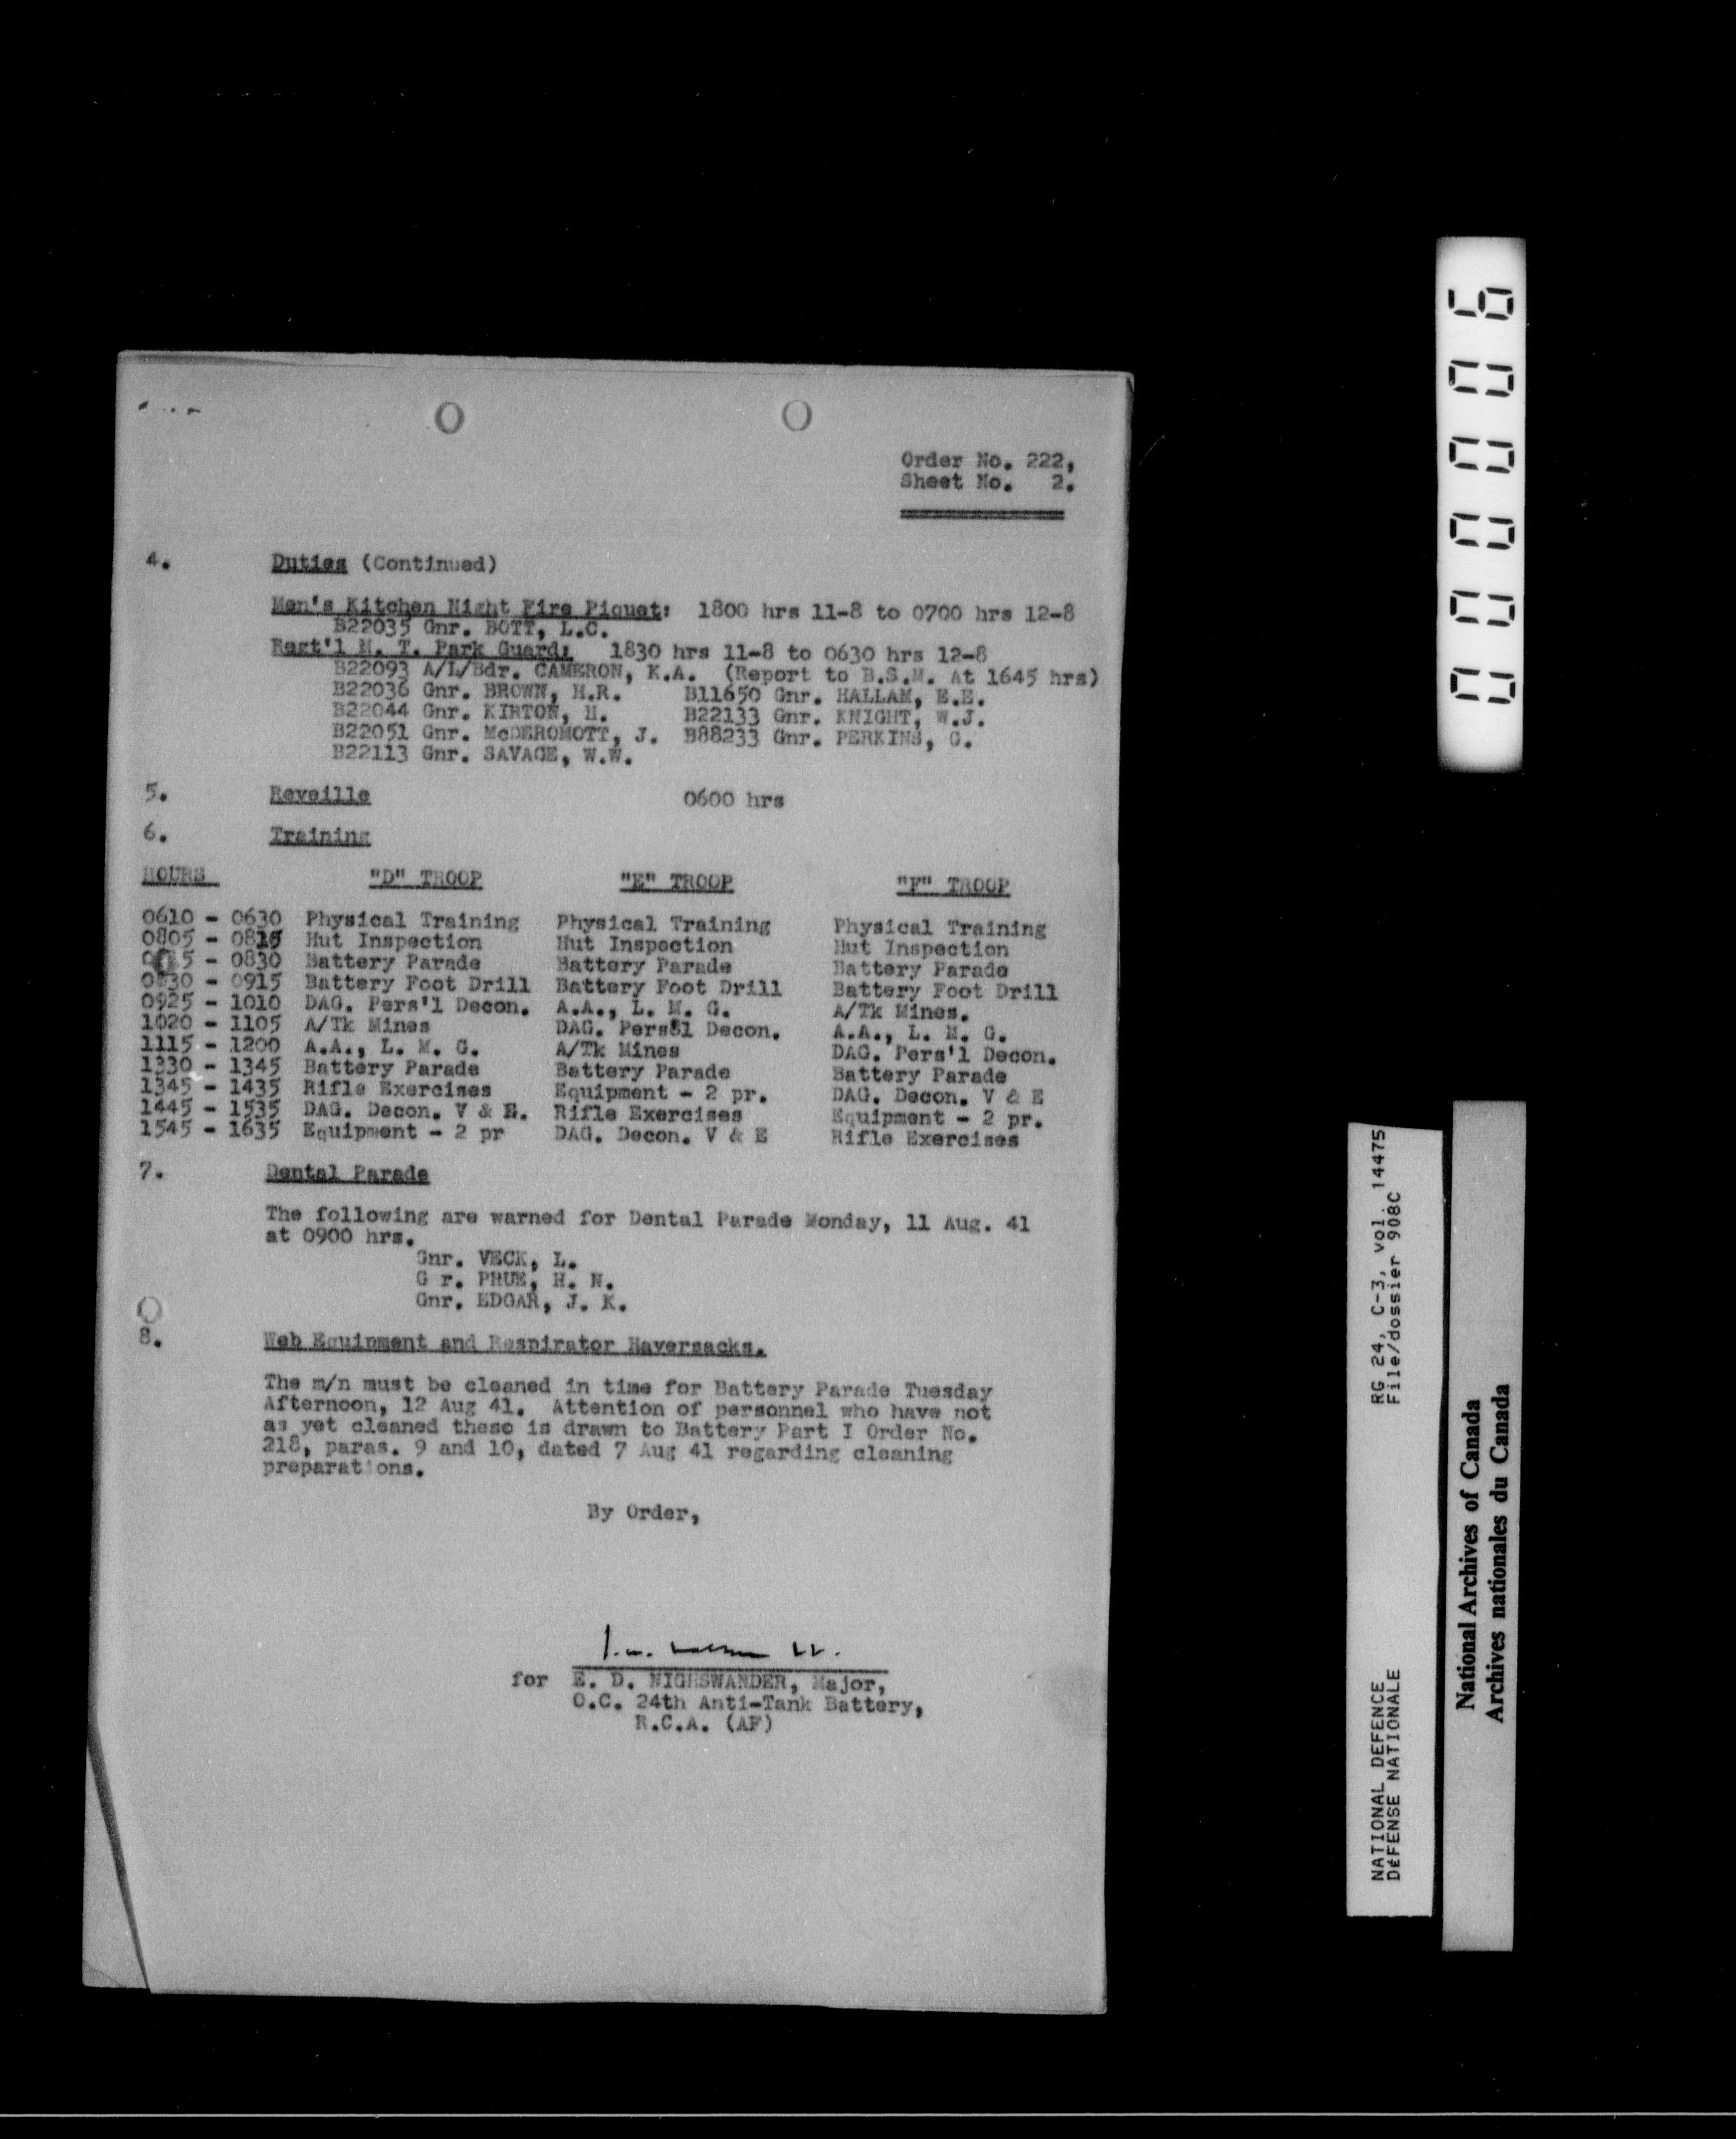 Order No. 222,
Sheet No. 2.
4. Duties (Continued)
Men's Kitchen Night Fire Piquet: 1800 hrs 11-8 to 0700 hrs 12-8
B22035 Gnr. BOTT, L.C.
Regt'l M. T. Park Guard: 1830 hrs 11-8 to 0630 hrs 12-8
B22093 A/L/Bdr. CAMERON, K.A. (Report to B.S.M. At 1645 hrs)
B22036 Gnr. BROWN, H.R. B11650 Gnr. HALLAM, E.E.
B22044 Gnr. KIRTON, H. B22133 Gnr. KNIGHT, W.J.
B22051 Gnr. McDEROMOTT, J. B88233 Gnr. PERKINS, G.
B22113 Gnr. SAVAGE, W.W.
5. Reveille 0600 hrs
6. Training
HOURS "D" TROOP "E" TROOP "F" TROOP
0610 - 0630 Physical Training Physical Training Physical Training
0805 - 0815 Hut Inspection Hut Inspection Hut Inspection
- 0830 Battery Parade Battery Parade Battery Parade
0830 - 0915 Battery Foot Drill Battery Foot Drill Battery Foot Drill
0925 - 1010 DAG. Pers'l Decon. A.A., L. M. G. A/Tk Mines.
1020 - 1105 A/Tk Mines DAG. Pers'l Decon. A.A., L. M. G.
1115 - 1200 A.A., L. M. G. A/Tk Mines DAG. Pers'l Decon.
1330 - 1345 Battery Parade Battery Parade Battery Parade
1345 - 1435 Rifle Exercises Equipment - 2 pr. DAG. Decon. V & E
1445 - 1535 DAG. Decon. V & E. Rifle Exercises Equipment - 2 pr.
1545 - 1635 Equipment - 2 pr DAG. Decon. V & E Rifle Exercises
7. Dental Parade
The following are warned for Dental Parade Monday, 11 Aug. 41
at 0900 hrs.
Gnr. VECK, L.
G r. PRUE, H. N.
Gnr. EDGAR, J. K.
8. Web Equipment and Respirator Haversacks.
The m/n must be cleaned in time for Battery Parade Tuesday
Afternoon, 12 Aug 41. Attention of personnel who have not
as yet cleaned these is drawn to Battery Part I Order No.
218, paras. 9 and 10, dated 7 Aug 41 regarding cleaning
preparations.
By Order,
for E. D. NIGHSWANDER, Major,
O.C. 24th Anti-Tank Battery,
R.C.A. (AF)
000006
NATIONAL DEFENCE RG 24, C-3, vol. 14475
DÉFENSE NATIONALE File/dossier 908C
National Archives of Canada
Archives nationales du Canada